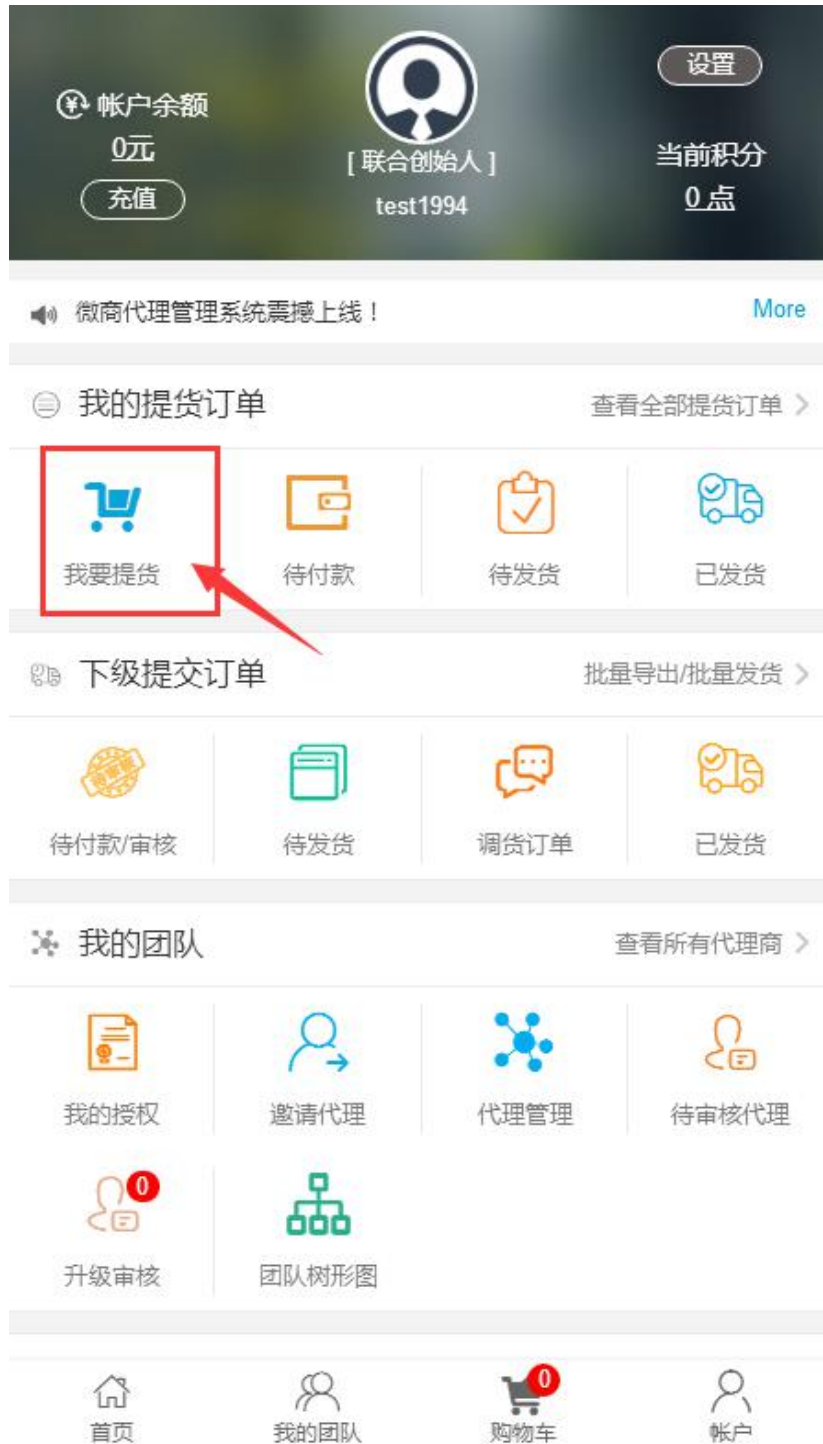 设置
帐户余额
0元
充值
[ 联合创始人 ]
test1994
当前积分
0 点
微商代理管理系统震撼上线！
More
我的提货订单
查看全部提货订单
我要提货
待付款
待发货
已发货
下级提交订单
批量导出/批量发货
待审核
待付款/审核
待发货
调货订单
已发货
我的团队
查看所有代理商
我的授权
邀请代理
代理管理
待审核代理
0
升级审核
团队树形图
首页
我的团队
0
购物车
帐户